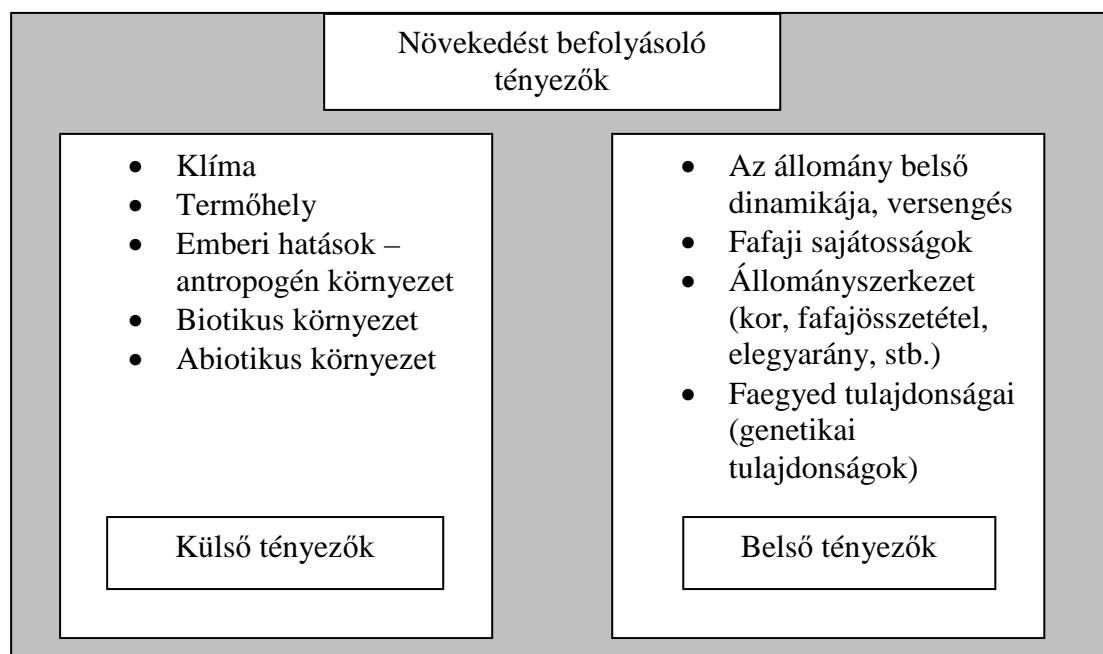 Növekedést befolyásoló
tényezők
• Klíma
• Termőhely
• Emberi hatások –
antropogén környezet
• Biotikus környezet
• Abiotikus környezet
Külső tényezők
• Az állomány belső
dinamikája, versengés
• Fafaji sajátosságok
• Állományszerkezet
(kor, fafajösszetétel,
elegyarány, stb.)
• Faegyed tulajdonságai
(genetikai
tulajdonságok)
Belső tényezők